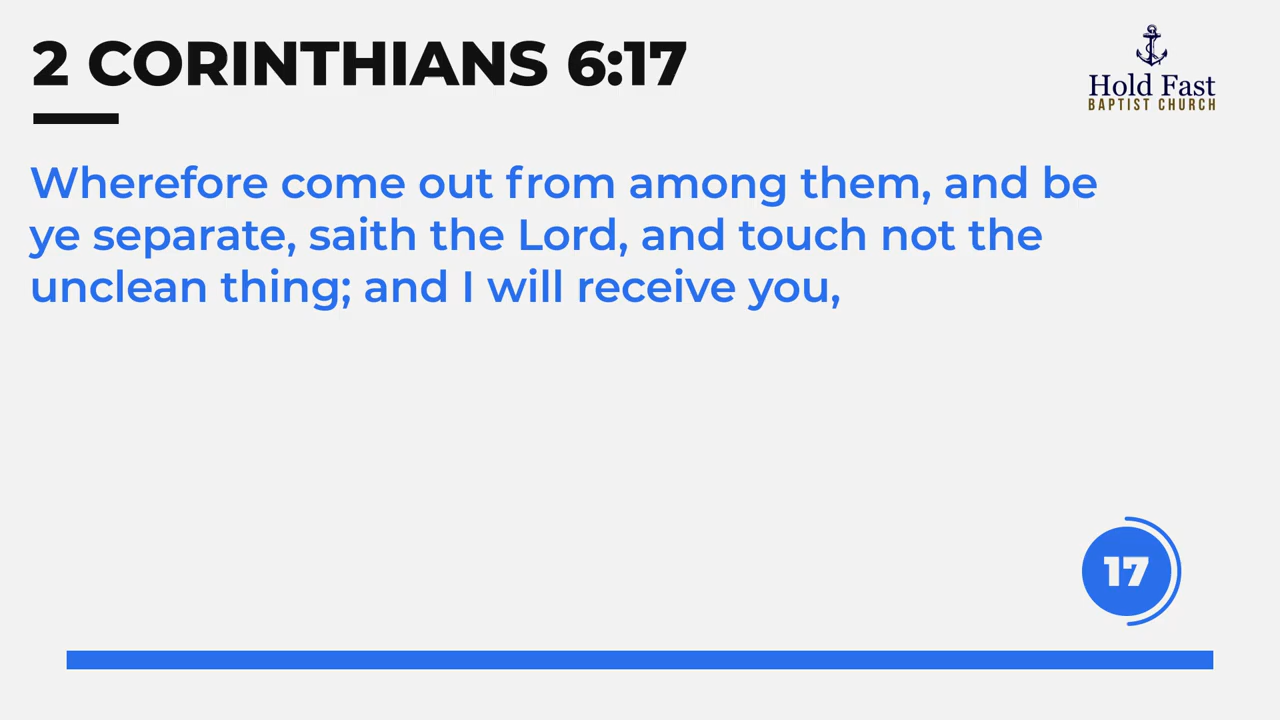 2 CORINTHIANS 6:17
Hold Fast
BAPTIST CHURCH
Wherefore come out from among them, and be
ye separate, saith the Lord, and touch not the
unclean thing; and I will receive you,
17